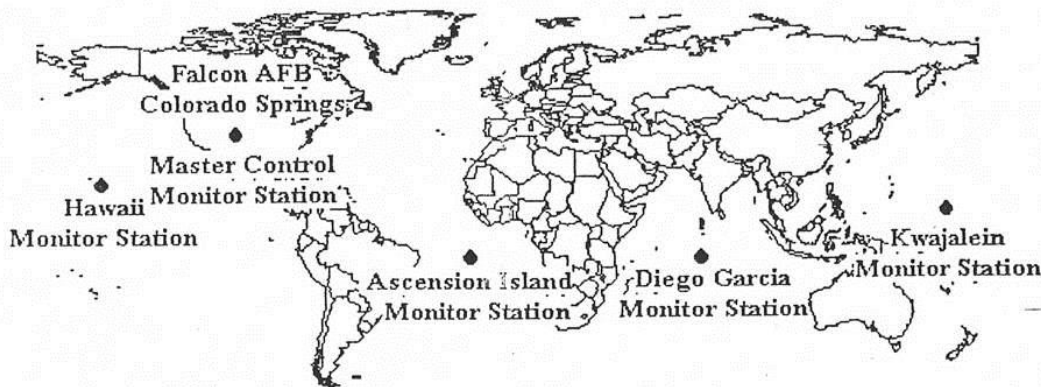 Falcon AFB
Colorado Springs
Master Control
Monitor Station
Hawaii
Monitor Station
Ascension Island
Monitor Station
Diego Garcia
Monitor Station
Kwajalein
Monitor Station